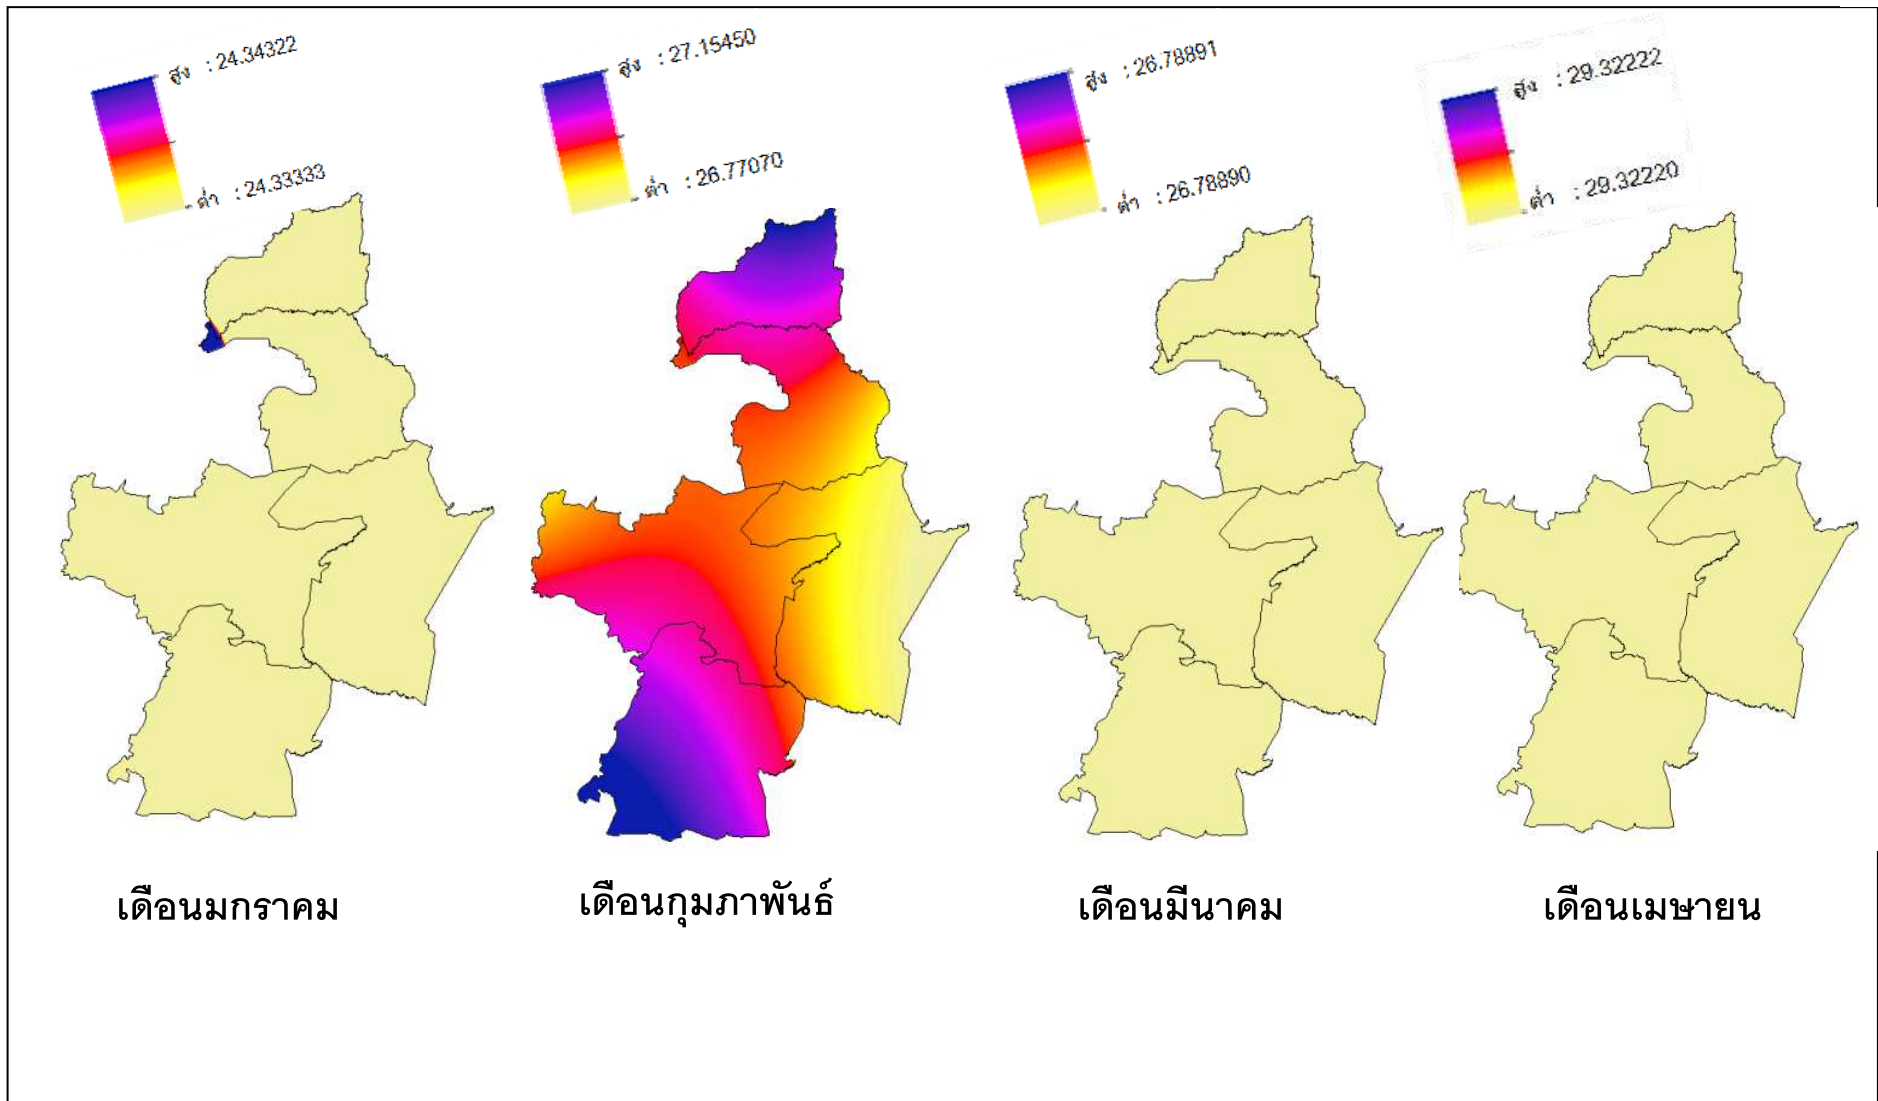 สูง : 24.34322
ต่ำ : 24.33333
สูง : 27.15450
ต่ำ : 26.77070
สูง : 26.78891
ต่ำ : 26.78890
สูง : 29.32222
ต่ำ : 29.32220
เดือนมกราคม
เดือนกุมภาพันธ์
เดือนมีนาคม
เดือนเมษายน